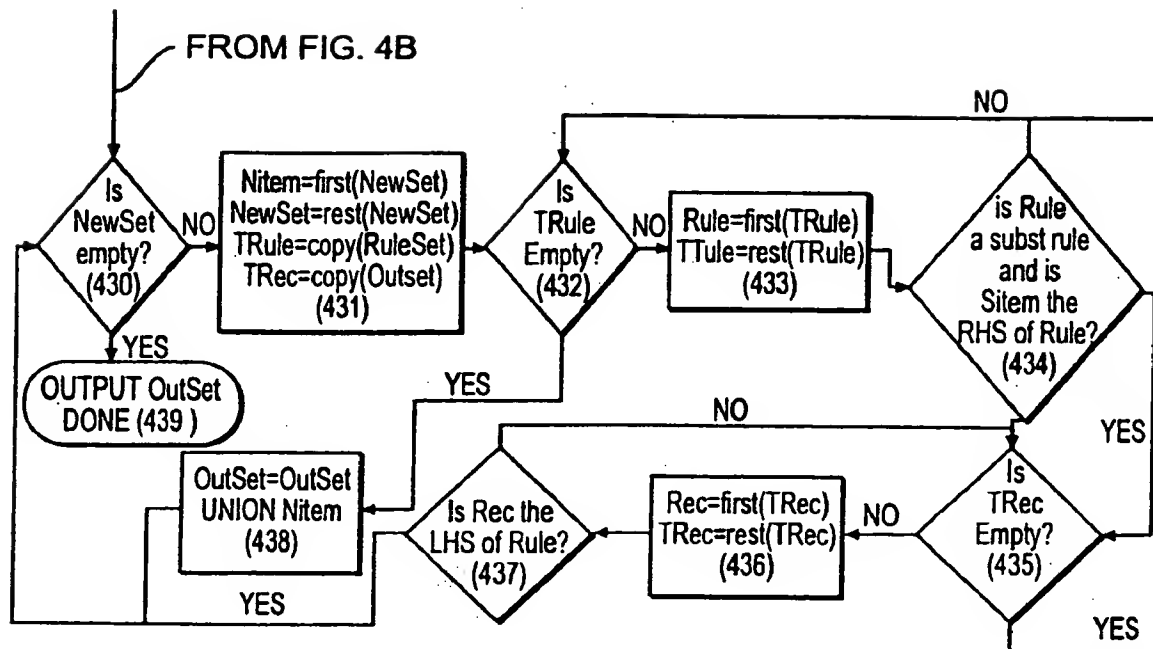 FROM FIG. 4B
Is
NewSet
empty?
(430)
NO
YES
OUTPUT OutSet
DONE (439 )
Nitem=first(NewSet)
NewSet=rest(NewSet)
TRule=copy(RuleSet)
TRec=copy(Outset)
(431)
Is
TRule
Empty?
(432)
NO
YES
Rule=first(TRule)
TTule=rest(TRule)
(433)
NO
is Rule
a subst rule
and is
Sitem the
RHS of Rule?
(434)
YES
Is
TRec
Empty?
(435)
NO
YES
Rec=first(TRec)
TRec=rest(TRec)
(436)
NO
Is Rec the
LHS of Rule?
(437)
YES
OutSet=OutSet
UNION Nitem
(438)